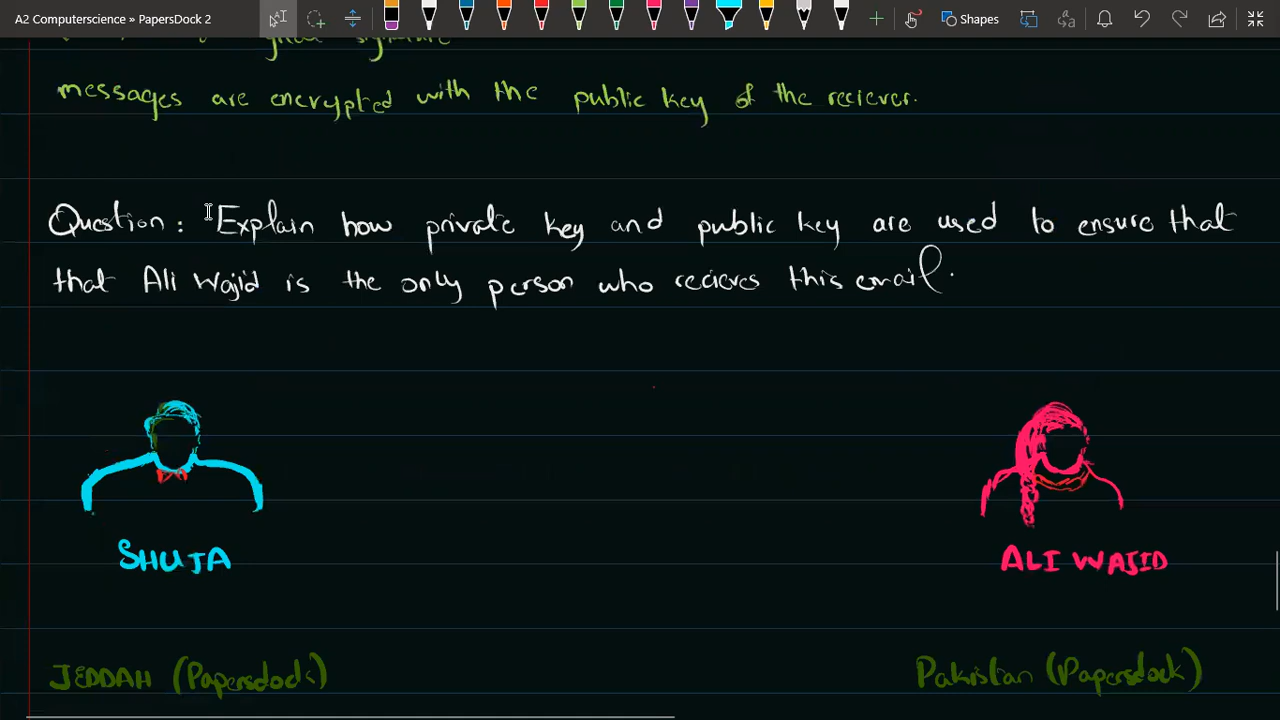 A2 Computerscience » PapersDock 2
Shapes
signature
messages are encrypted with the public key of the reciever.
Question : Explain how private key and public key are used to ensure that
that Ali Wajid is the only person who recieves this email.
SHUJA
ALI WAJID
JEDDAH (Papersdock)
Pakistan (Papersdock)